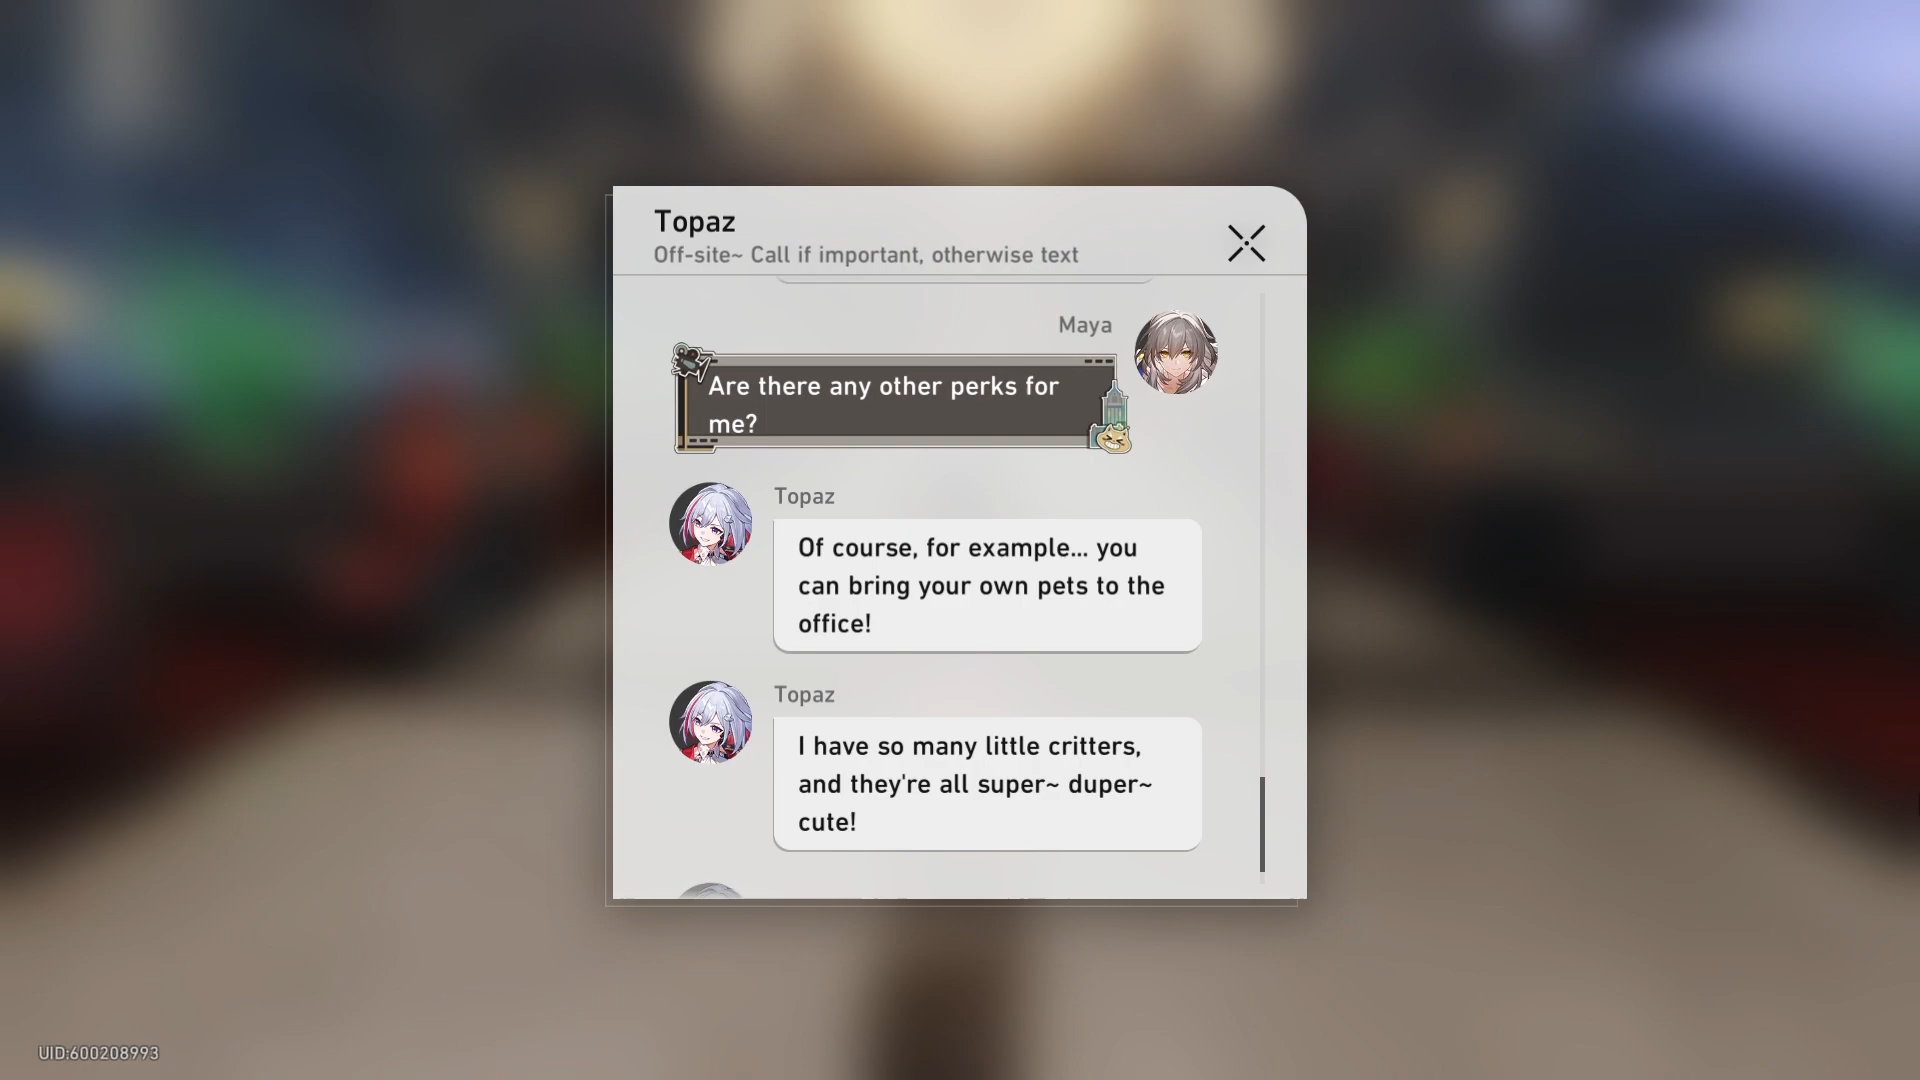 Topaz
Off-site~ Call if important, otherwise text
Maya
Are there any other perks for
me?
Topaz
Of course, for example... you
can bring your own pets to the
office!
Topaz
I have so many little critters,
and they're all super~ duper~
cute!
UID:600208993